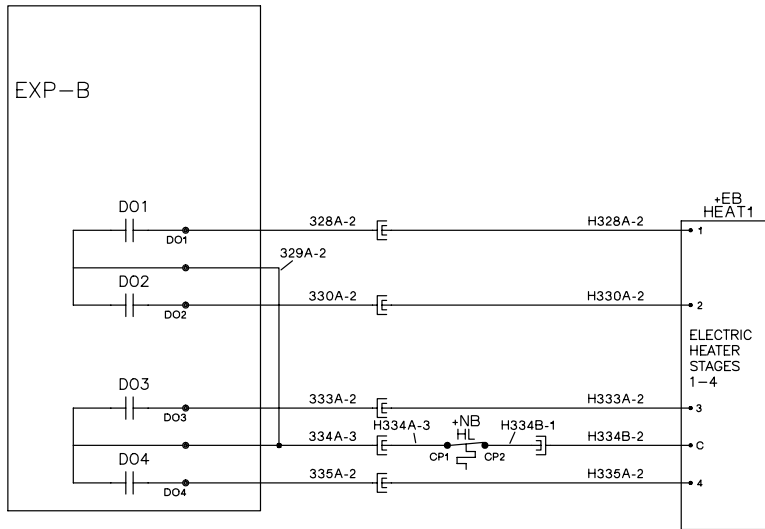 EXP-B
DO1
DO1
328A-2
H328A-2
+EB
HEAT1
1
329A-2
DO2
DO2
330A-2
H330A-2
2
ELECTRIC
HEATER
STAGES
1-4
DO3
DO3
333A-2
H333A-2
3
334A-3
H334A-3
+NB
HL
CP1
CP2
H334B-1
H334B-2
C
DO4
DO4
335A-2
H335A-2
4